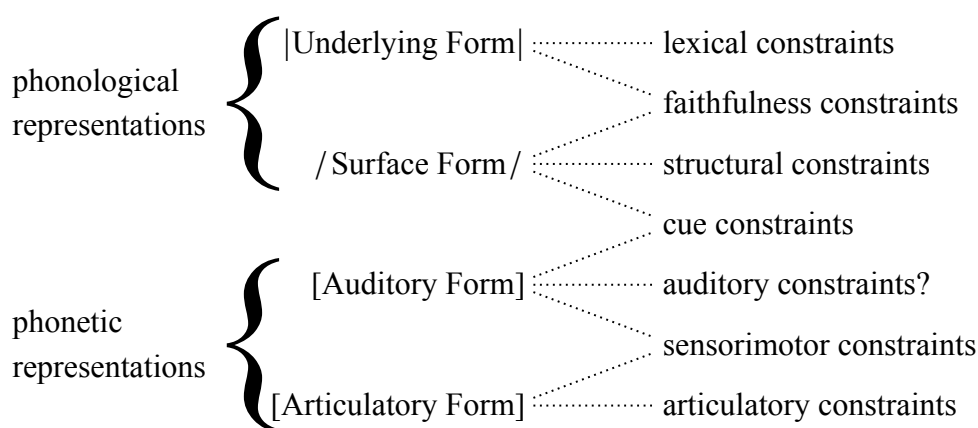 |Underlying Form|
lexical constraints
phonological
representations
faithfulness constraints
/Surface Form/
structural constraints
cue constraints
[Auditory Form]
auditory constraints?
phonetic
representations
sensorimotor constraints
[Articulatory Form]
articulatory constraints